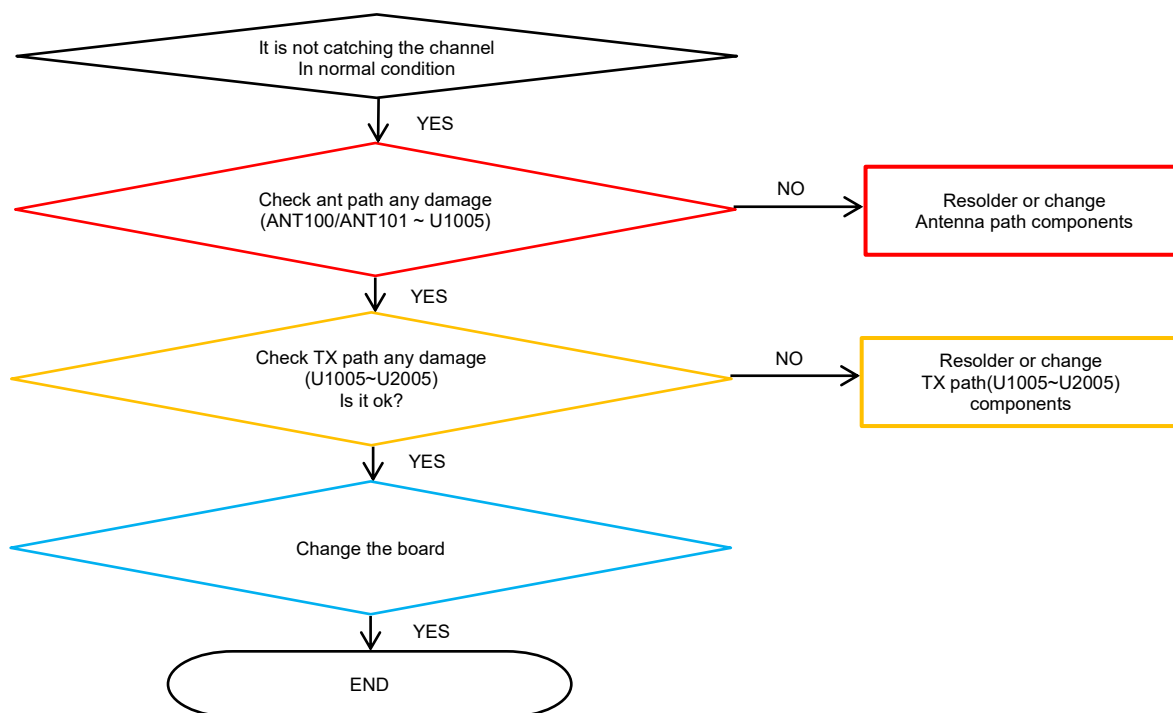 It is not catching the channel
In normal condition
YES
Check ant path any damage
(ANT100/ANT101 ~ U1005)
NO
Resolder or change
Antenna path components
YES
Check TX path any damage
(U1005~U2005)
Is it ok?
NO
Resolder or change
TX path(U1005~U2005)
components
YES
Change the board
YES
END